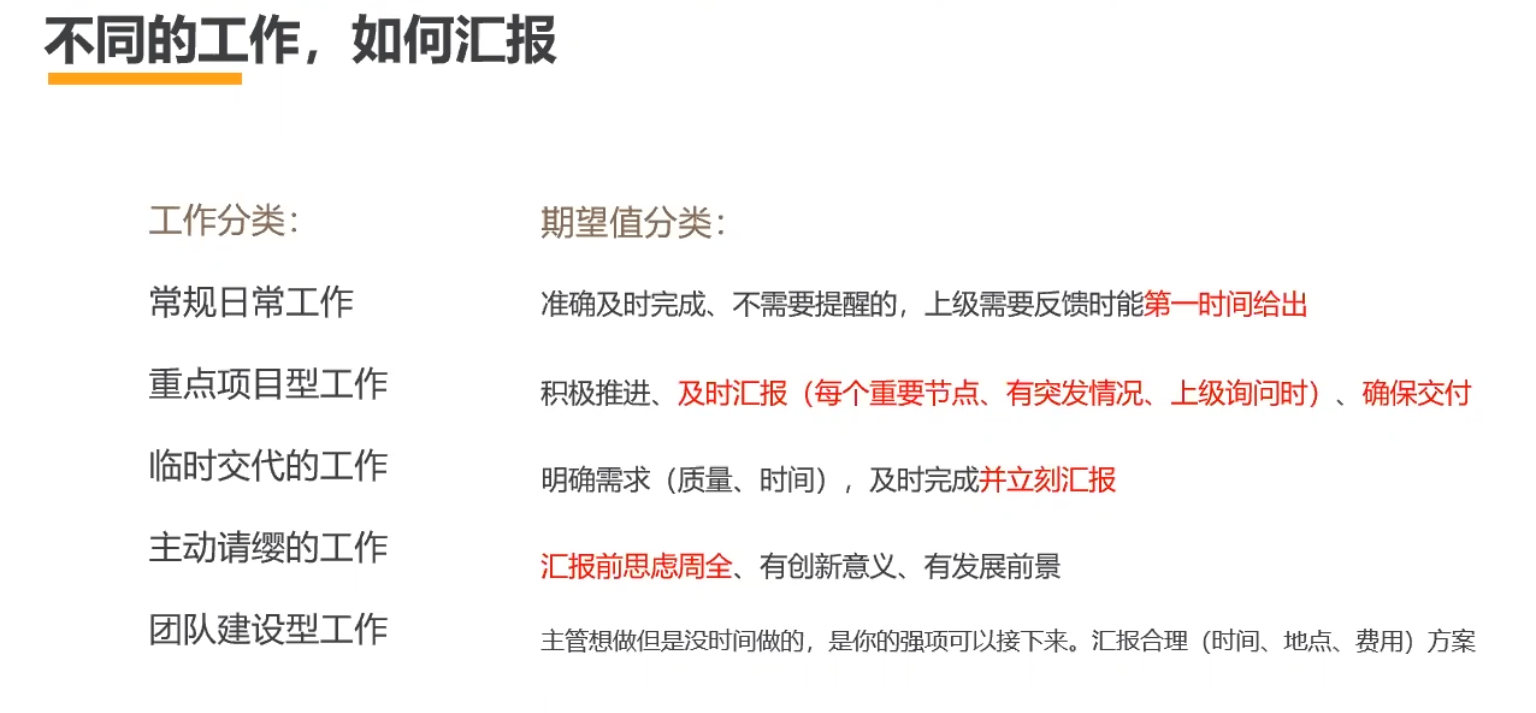 不同的工作，如何汇报
工作分类： 期望值分类：
常规日常工作 准确及时完成、不需要提醒的，上级需要反馈时能第一时间给出
重点项目型工作 积极推进、及时汇报（每个重要节点、有突发情况、上级询问时）、确保交付
临时交代的工作 明确需求（质量、时间），及时完成并立刻汇报
主动请缨的工作 汇报前思虑周全、有创新意义、有发展前景
团队建设型工作 主管想做但是没时间做的，是你的强项可以接下来。汇报合理（时间、地点、费用）方案